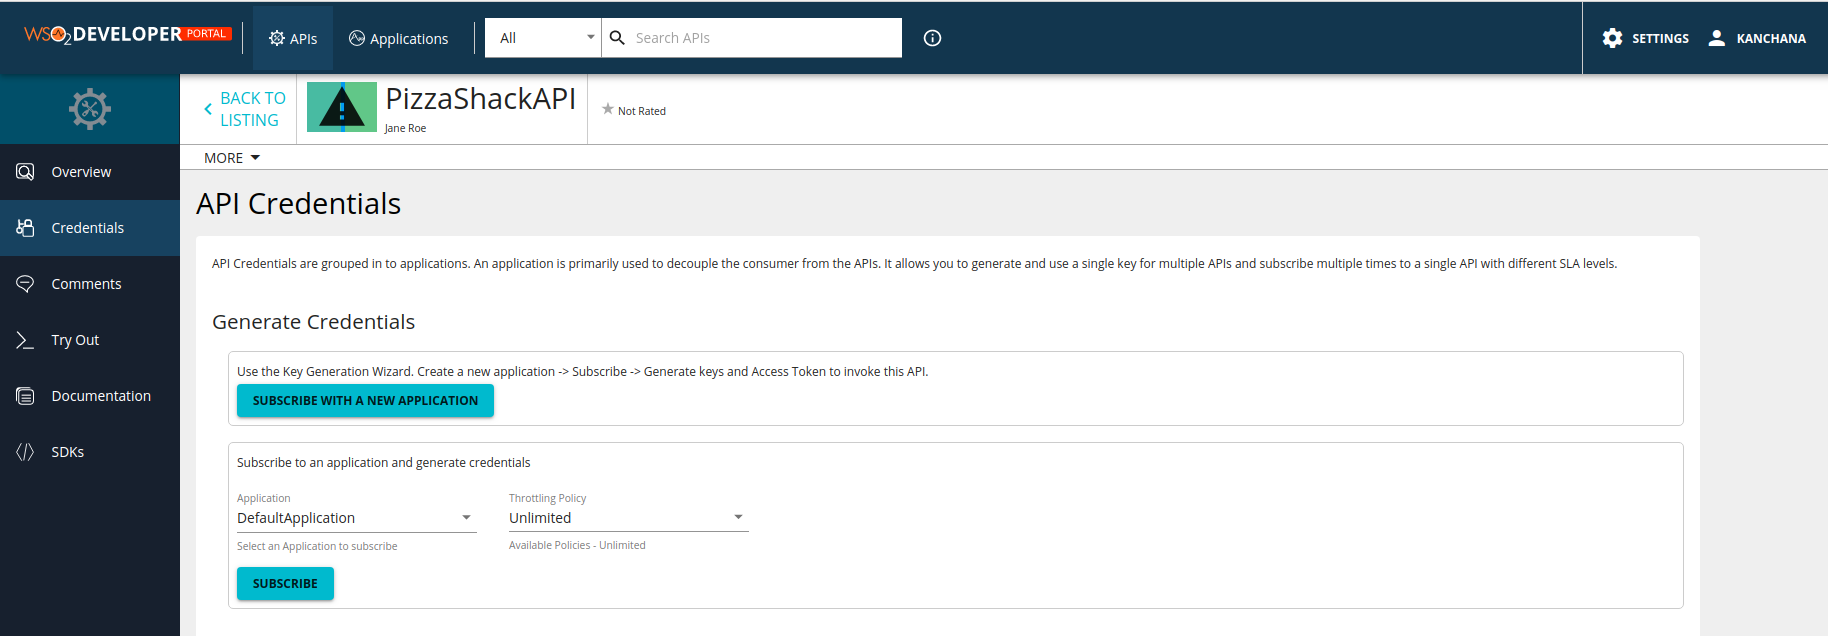 WSO2 DEVELOPER PORTAL
APIs
Applications
All
Search APIs
SETTINGS
KANCHANA
BACK TO
LISTING
PizzaShackAPI
Jane Roe
Not Rated
MORE
Overview
Credentials
Comments
Try Out
Documentation
SDKs
API Credentials
API Credentials are grouped in to applications. An application is primarily used to decouple the consumer from the APIs. It allows you to generate and use a single key for multiple APIs and subscribe multiple times to a single API with different SLA levels.
Generate Credentials
Use the Key Generation Wizard. Create a new application -> Subscribe -> Generate keys and Access Token to invoke this API.
SUBSCRIBE WITH A NEW APPLICATION
Subscribe to an application and generate credentials
Application
DefaultApplication
Select an Application to subscribe
Throttling Policy
Unlimited
Available Policies - Unlimited
SUBSCRIBE